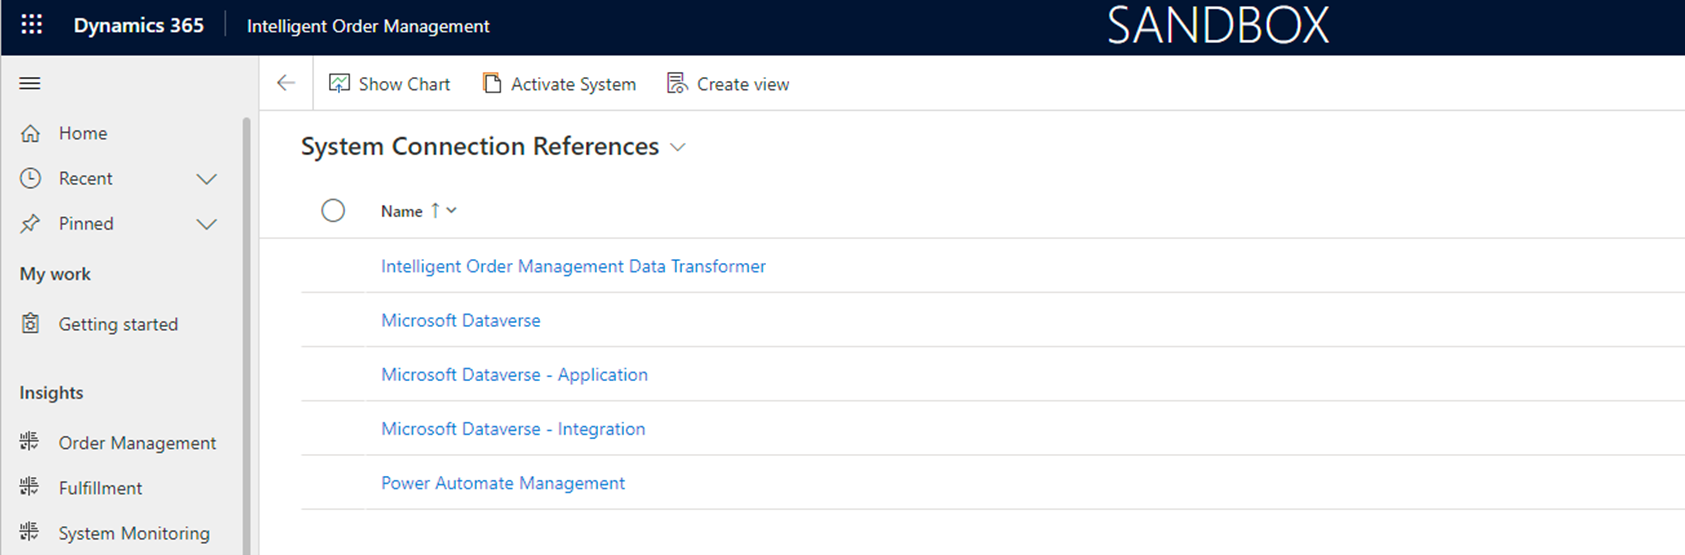 Dynamics 365 Intelligent Order Management SANDBOX
Show Chart Activate System Create view
Home
Recent
Pinned
My work
Getting started
Insights
Order Management
Fulfillment
System Monitoring
System Connection References
Name
Intelligent Order Management Data Transformer
Microsoft Dataverse
Microsoft Dataverse - Application
Microsoft Dataverse - Integration
Power Automate Management